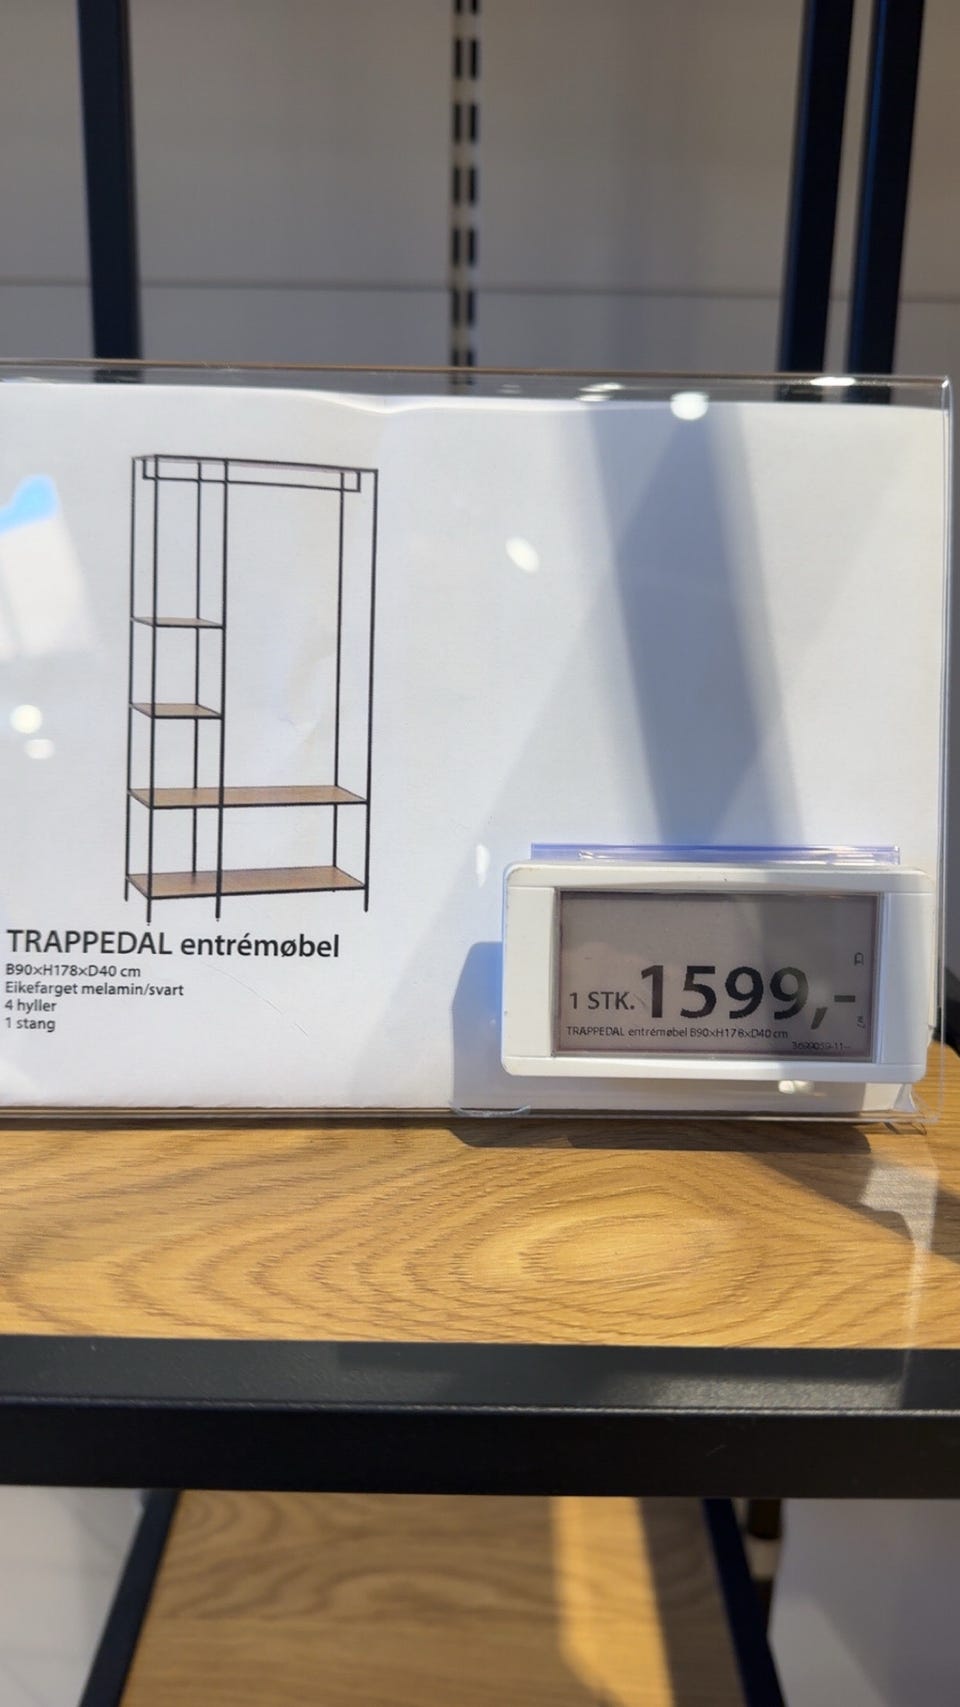 TRAPPEDAL entrémøbel
B90×H178×D40 cm
Eikefarget melamin/svart
4 hyller
1 stang
1 STK. 1599,-
TRAPPEDAL entrémøbel B90×H178×D40 cm